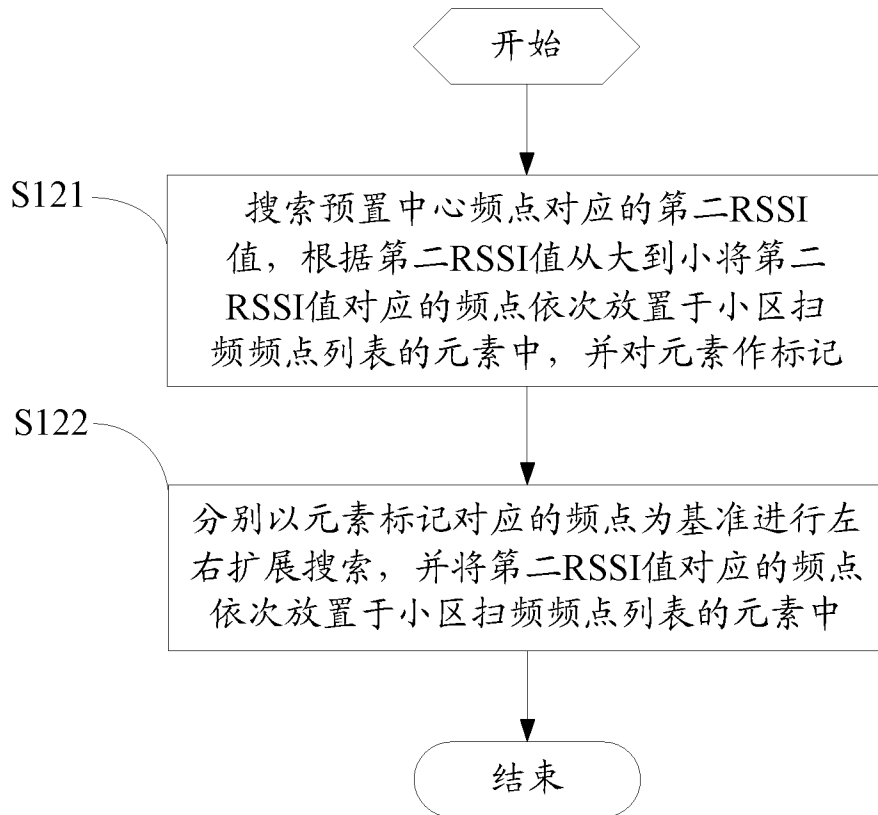 开始
S121
搜索预置中心频点对应的第二RSSI
值，根据第二RSSI值从大到小将第二
RSSI值对应的频点依次放置于小区扫
频频点列表的元素中，并对元素作标记
S122
分别以元素标记对应的频点为基准进行左
右扩展搜索，并将第二RSSI值对应的频点
依次放置于小区扫频频点列表的元素中
结束